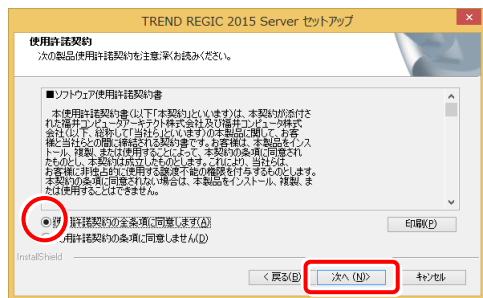 TREND REGIC 2015 Server セットアップ
使用許諾契約
次の製品使用許諾契約を注意深くお読みください。
■ソフトウェア使用許諾契約書
本使用許諾契約書(以下「本契約」といいます)は、本契約が添付さ
れた福井コンピュータアーキテクト株式会社及び福井コンピュータ株式
会社(以下、総称して「当社ら」といいます)の本製品に関して、お客
様と当社らとの間に締結される契約書です。お客様は、本製品をインス
トール、複製、または使用することによって、本契約の条項に同意され
たものとし、本契約は成立したものとします。これにより、当社らは、
お客様に非独占的に使用する譲渡不能の権限を付与するものとします。
本契約の条項に同意されない場合は、本製品をインストール、複製、ま
たは使用することはできません。
使用許諾契約の全条項に同意します(A)
印刷(P)
使用許諾契約の条項に同意しません(D)
InstallShield
< 戻る(B)
次へ (N)>
キャンセル